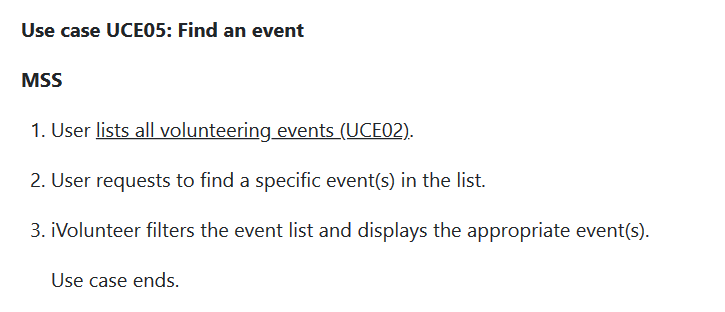 Use case UCE05: Find an event
MSS
1. User lists all volunteering events (UCE02).
2. User requests to find a specific event(s) in the list.
3. iVolunteer filters the event list and displays the appropriate event(s).
Use case ends.